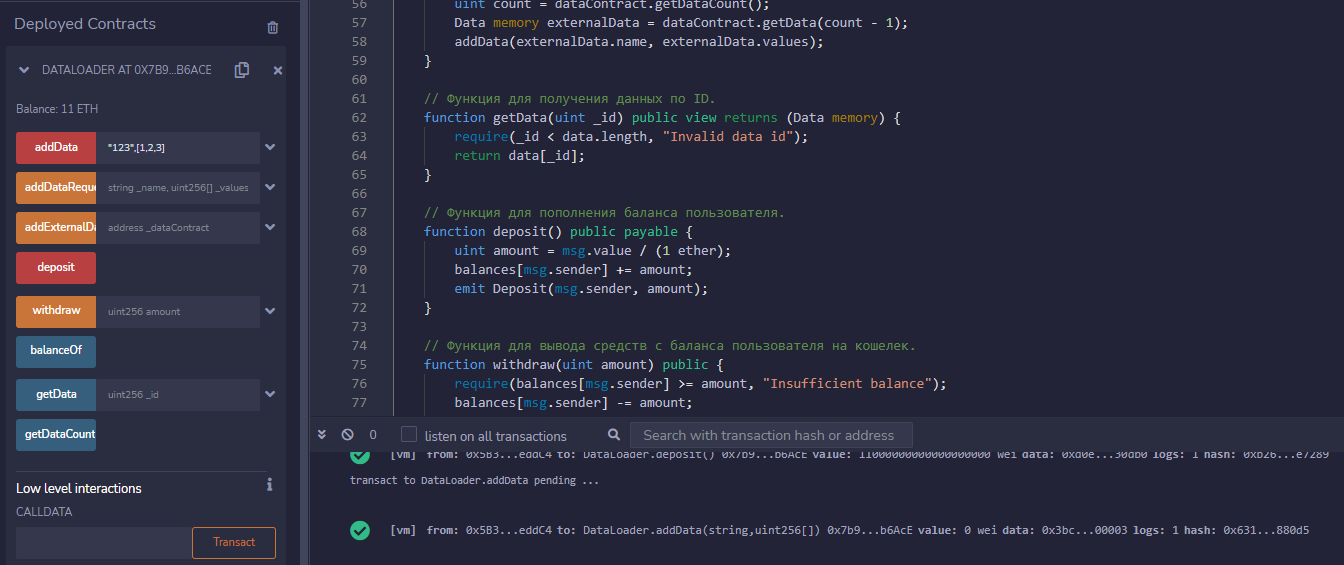 Deployed Contracts
DATALOADER AT 0X7B9...B6ACE
Balance: 11 ETH
addData "123",[1,2,3]
addDataReque string _name, uint256[] _values
addExternalDa address _dataContract
deposit
withdraw uint256 amount
balanceOf
getData uint256 _id
getDataCount
Low level interactions
CALLDATA
Transact
56 uint count = dataContract.getDataCount();
57 Data memory externalData = dataContract.getData(count - 1);
58 addData(externalData.name, externalData.values);
59 }
60
61 // Функция для получения данных по ID.
62 function getData(uint _id) public view returns (Data memory) {
63 require(_id < data.length, "Invalid data id");
64 return data[_id];
65 }
66
67 // Функция для пополнения баланса пользователя.
68 function deposit() public payable {
69 uint amount = msg.value / (1 ether);
70 balances[msg.sender] += amount;
71 emit Deposit(msg.sender, amount);
72 }
73
74 // Функция для вывода средств с баланса пользователя на кошелек.
75 function withdraw(uint amount) public {
76 require(balances[msg.sender] >= amount, "Insufficient balance");
77 balances[msg.sender] -= amount;
0 listen on all transactions Search with transaction hash or address
[vm] from: 0x5B3...eddC4 to: DataLoader.deposit() 0x7b9...b6AcE value: 11000000000000000000 wei data: 0xd0e...30db0 logs: 1 hash: 0xb26...e7289
transact to DataLoader.addData pending ...
[vm] from: 0x5B3...eddC4 to: DataLoader.addData(string,uint256[]) 0x7b9...b6AcE value: 0 wei data: 0x3bc...00003 logs: 1 hash: 0x631...880d5